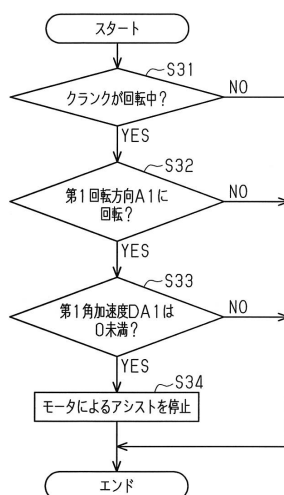 スタート
S31
クランクが回転中?
NO
YES
S32
第1回転方向A1に
回転?
NO
YES
S33
第1角加速度DA1は
0未満?
NO
YES
S34
モータによるアシストを停止
エンド